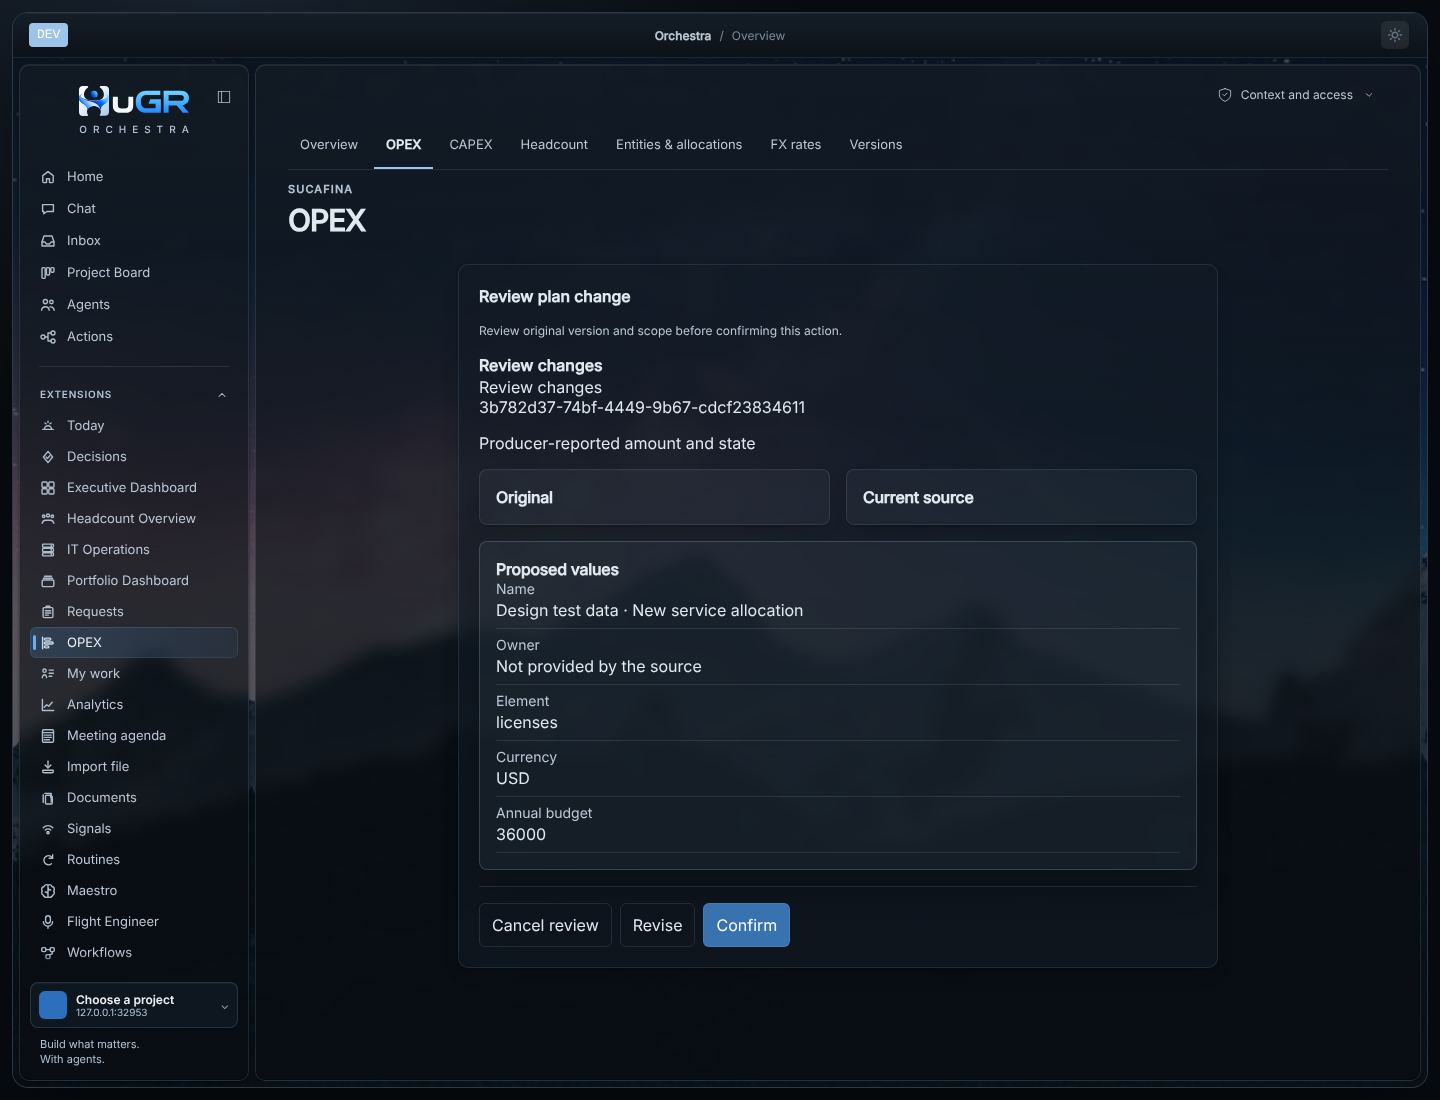 DEV
Orchestra / Overview
HuGR
ORCHESTRA
Home
Chat
Inbox
Project Board
Agents
Actions
EXTENSIONS
Today
Decisions
Executive Dashboard
Headcount Overview
IT Operations
Portfolio Dashboard
Requests
OPEX
My work
Analytics
Meeting agenda
Import file
Documents
Signals
Routines
Maestro
Flight Engineer
Workflows
Choose a project
127.0.0.1:32953
Build what matters.
With agents.
Context and access
Overview OPEX CAPEX Headcount Entities & allocations FX rates Versions
SUCAFINA
OPEX
Review plan change
Review original version and scope before confirming this action.
Review changes
Review changes
3b782d37-74bf-4449-9b67-cdcf23834611
Producer-reported amount and state
Original
Current source
Proposed values
Name
Design test data · New service allocation
Owner
Not provided by the source
Element
licenses
Currency
USD
Annual budget
36000
Cancel review Revise Confirm